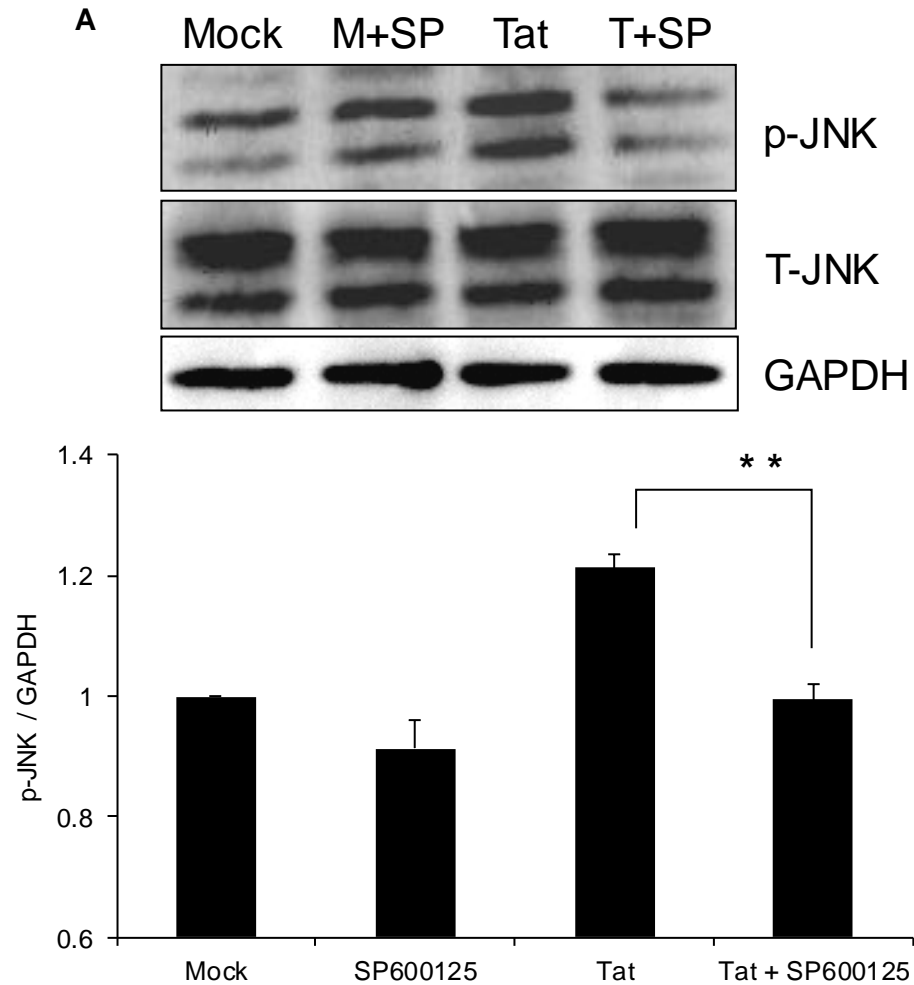 A
Mock M+SP Tat T+SP
p-JNK
T-JNK
GAPDH
1.4
* *
1.2
1
0.8
0.6
p-JNK / GAPDH
Mock SP600125 Tat Tat + SP600125